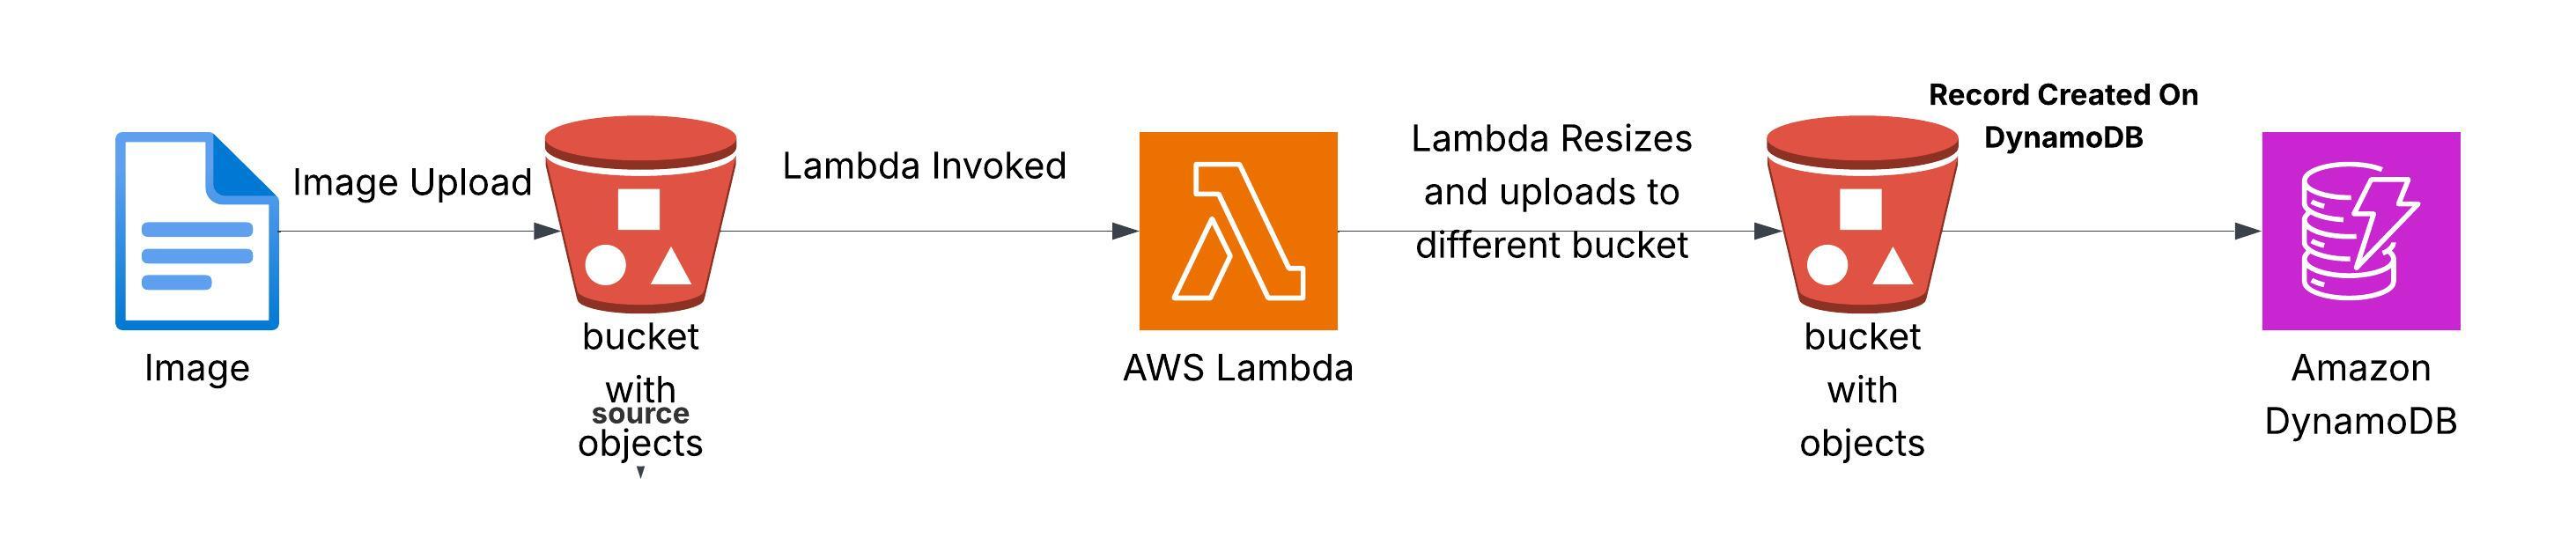 Image Upload
Lambda Invoked
Lambda Resizes
and uploads to
different bucket
Record Created On
DynamoDB
Image
bucket
with
source
objects
AWS Lambda
bucket
with
objects
Amazon
DynamoDB